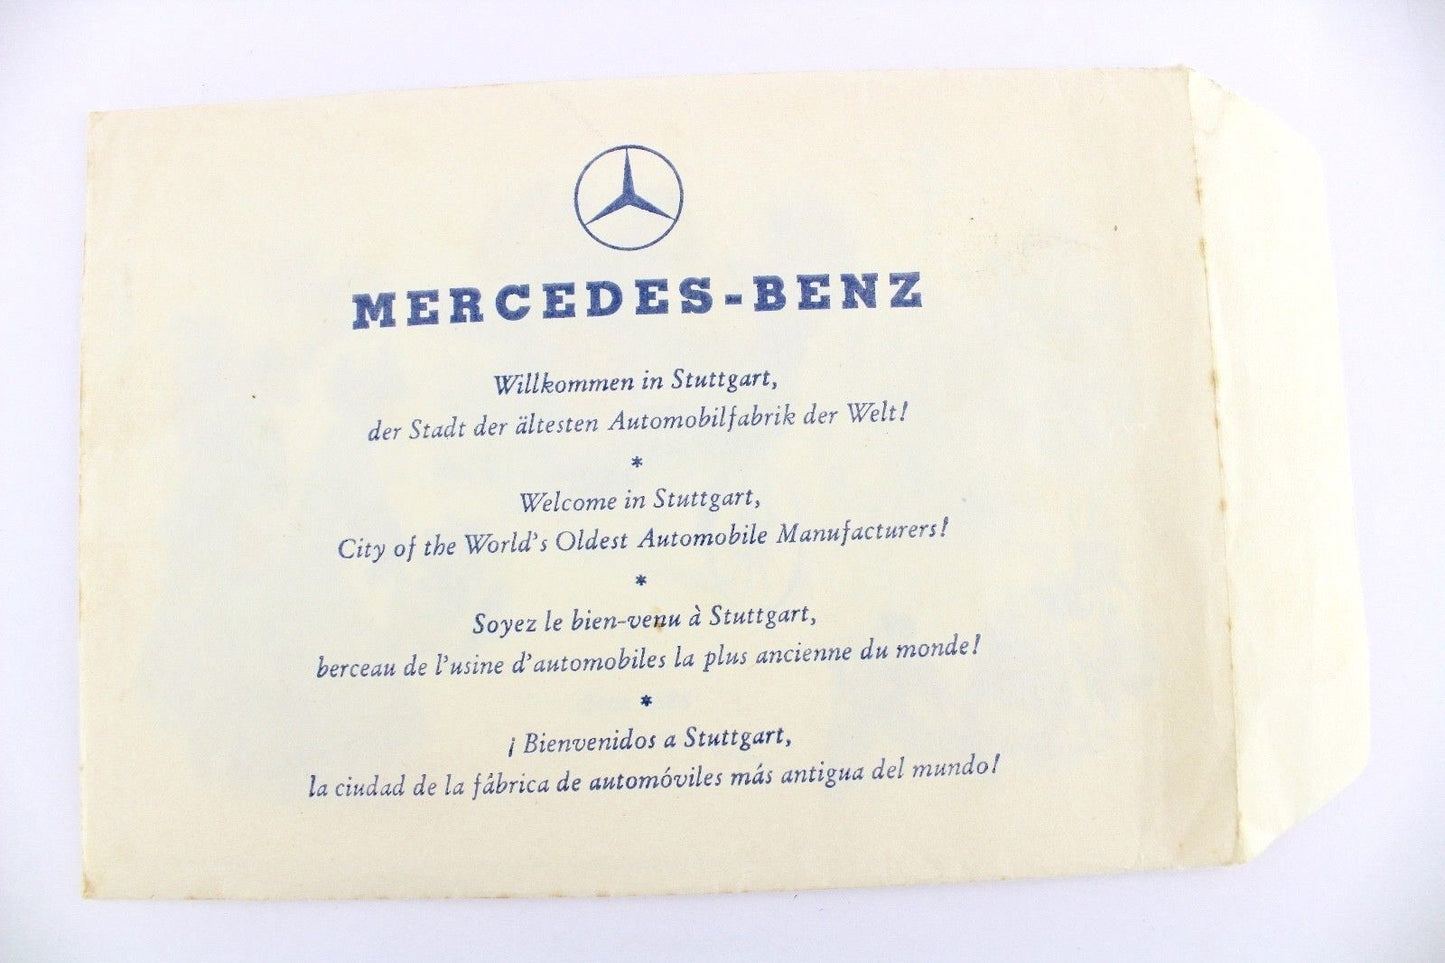 MERCEDES-BENZ
Willkommen in Stuttgart,
der Stadt der ältesten Automobilfabrik der Welt!
*
Welcome in Stuttgart,
City of the World's Oldest Automobile Manufacturers!
*
Soyez le bien-venu à Stuttgart,
berceau de l'usine d'automobiles la plus ancienne du monde!
*
¡ Bienvenidos a Stuttgart,
la ciudad de la fábrica de automóviles más antigua del mundo!